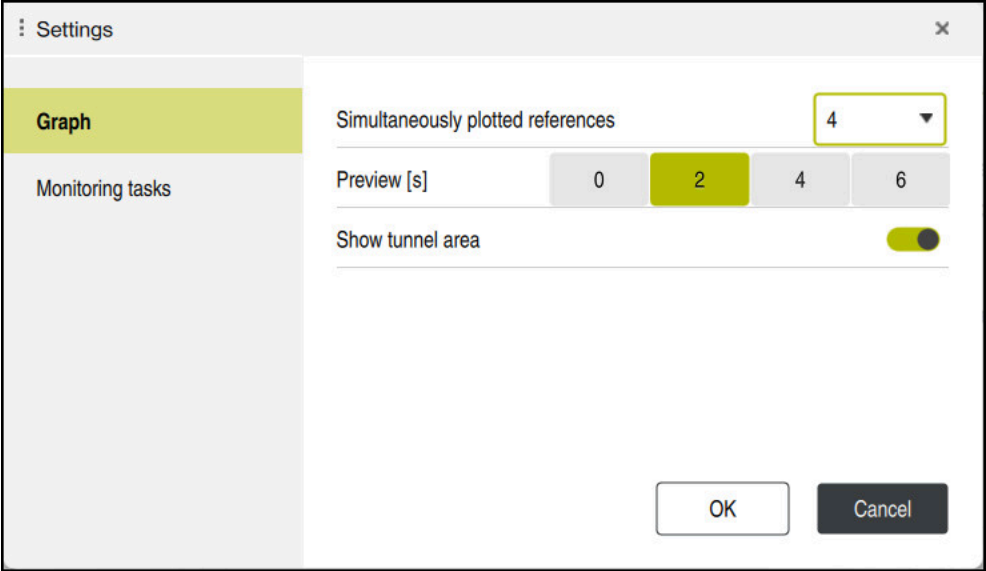 Settings
Graph
Monitoring tasks
Simultaneously plotted references 4
Preview [s] 0 2 4 6
Show tunnel area
OK Cancel